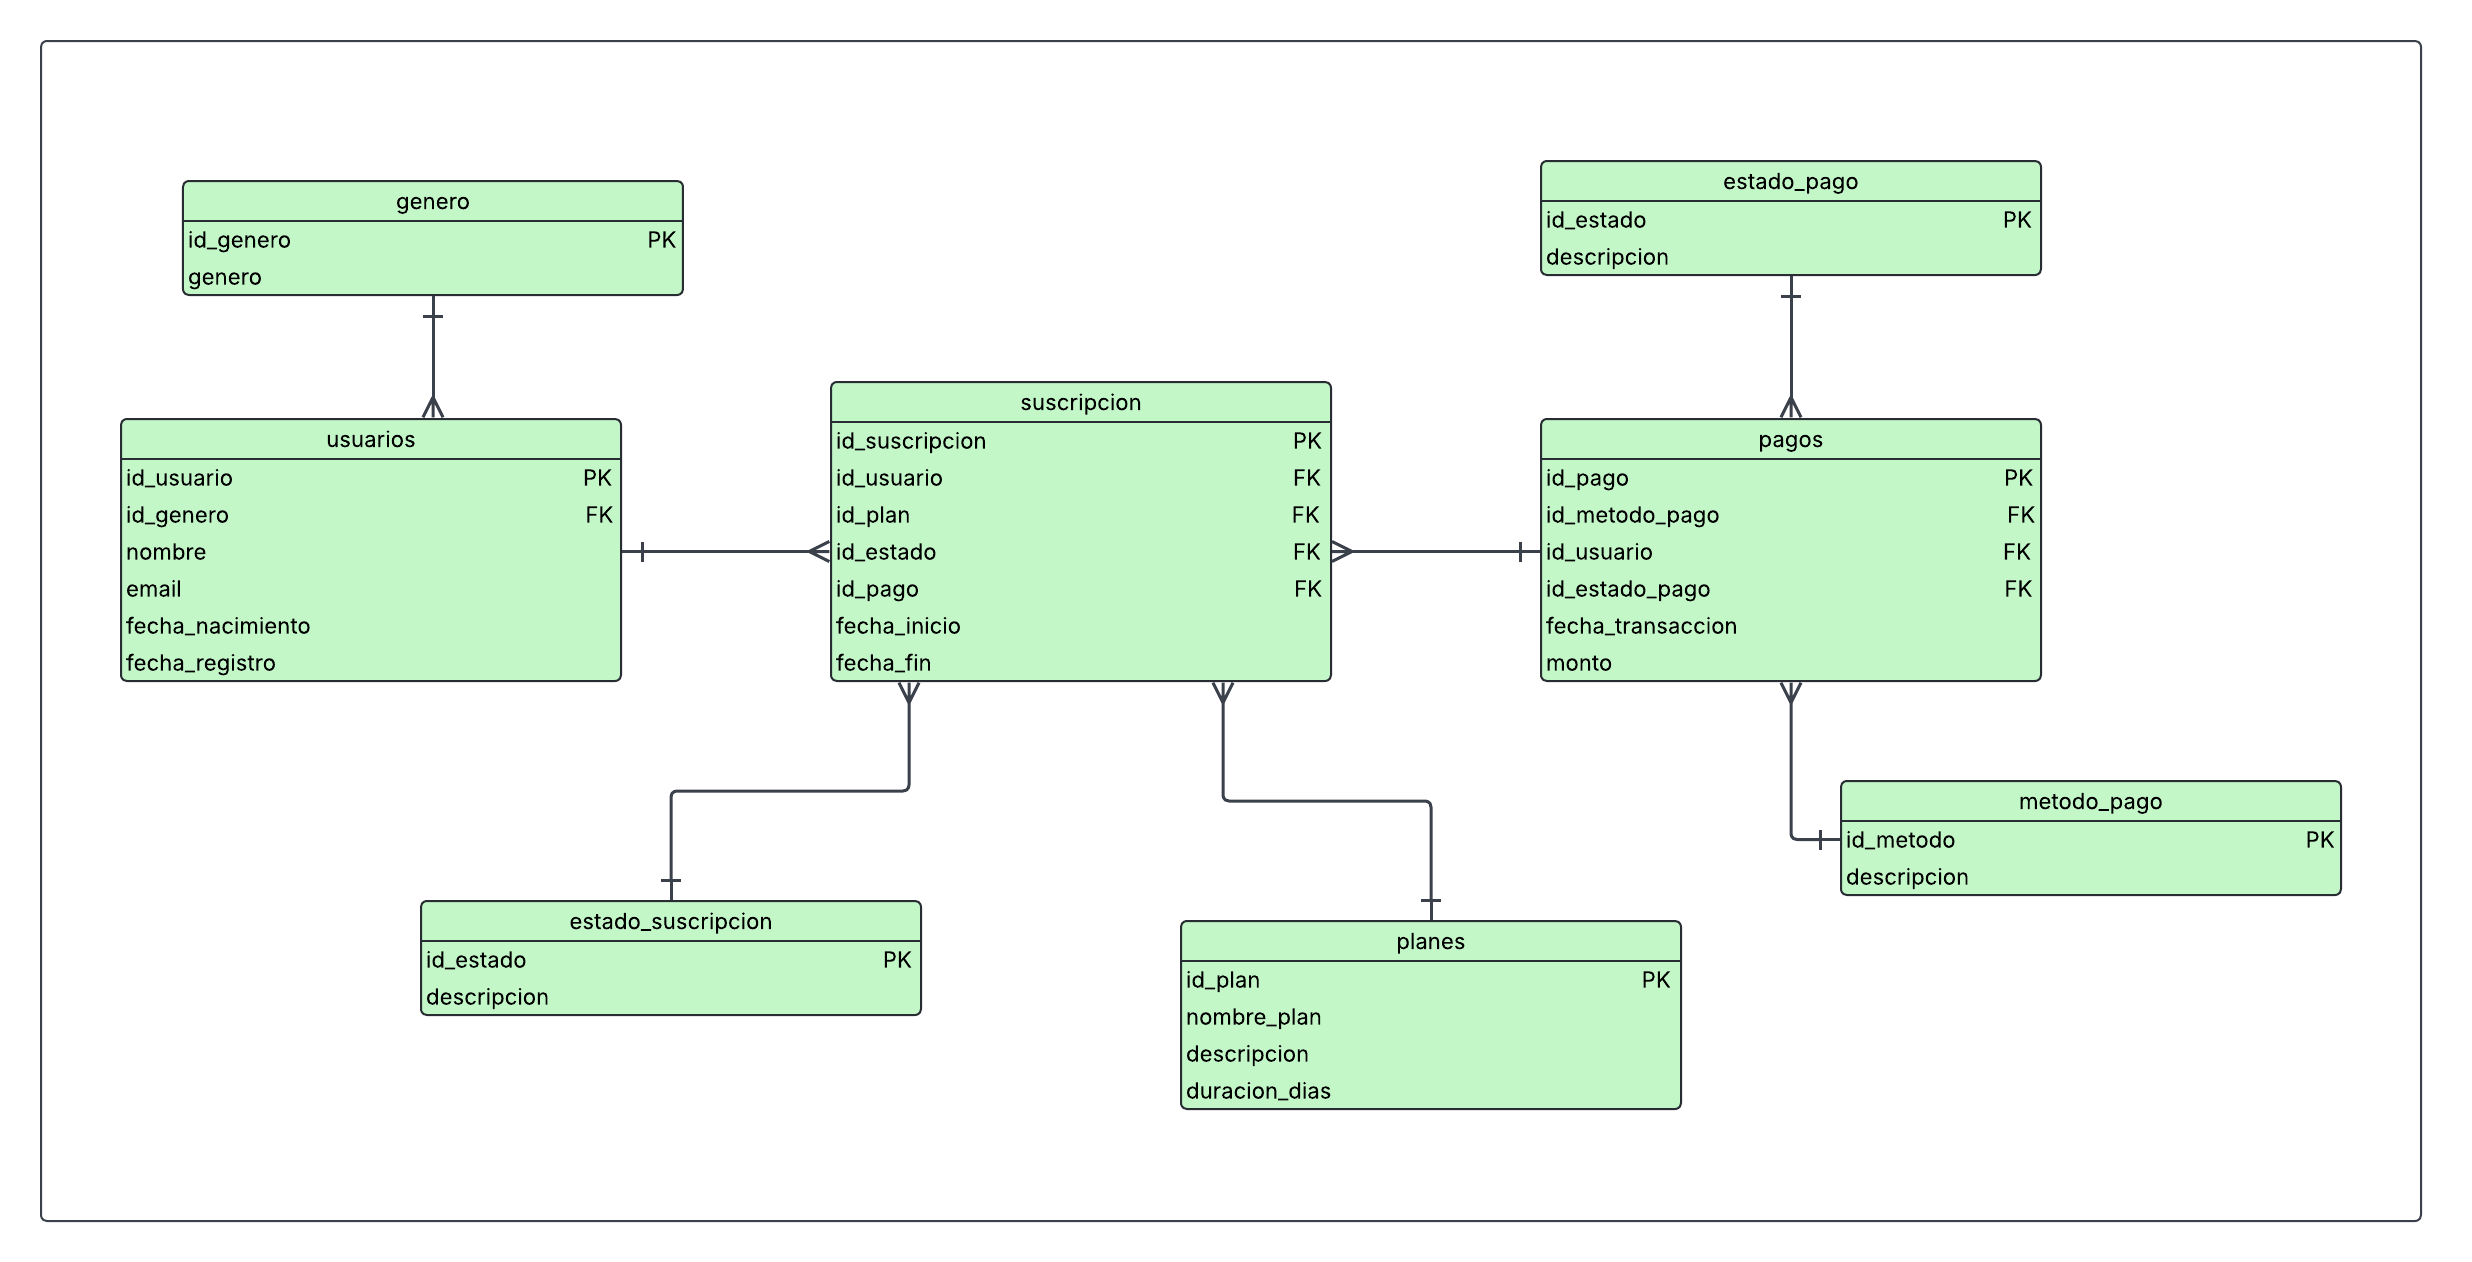 genero
id_genero PK
genero
estado_pago
id_estado PK
descripcion
usuarios
id_usuario PK
id_genero FK
nombre
email
fecha_nacimiento
fecha_registro
suscripcion
id_suscripcion PK
id_usuario FK
id_plan FK
id_estado FK
id_pago FK
fecha_inicio
fecha_fin
pagos
id_pago PK
id_metodo_pago FK
id_usuario FK
id_estado_pago FK
fecha_transaccion
monto
metodo_pago
id_metodo PK
descripcion
estado_suscripcion
id_estado PK
descripcion
planes
id_plan PK
nombre_plan
descripcion
duracion_dias